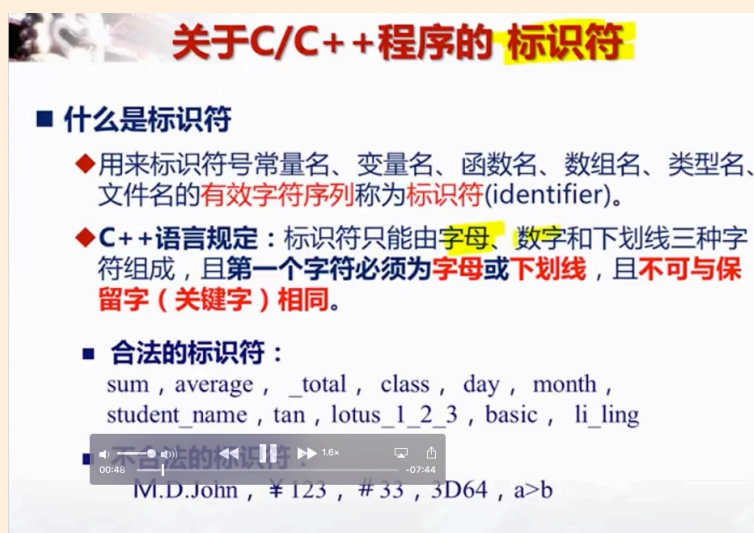 关于C/C++程序的 标识符
■ 什么是标识符
◆用来标识符号常量名、变量名、函数名、数组名、类型名、
文件名的有效字符序列称为标识符(identifier)。
◆C++语言规定：标识符只能由字母、数字和下划线三种字
符组成，且第一个字符必须为字母或下划线，且不可与保
留字（关键字）相同。
■ 合法的标识符：
sum，average， _total， class， day， month，
student_name，tan，lotus_1_2_3，basic， li_ling
■ 不合法的标识符：
1.6×
00:48
-07:44
M.D.John，￥123，＃33，3D64，a>b